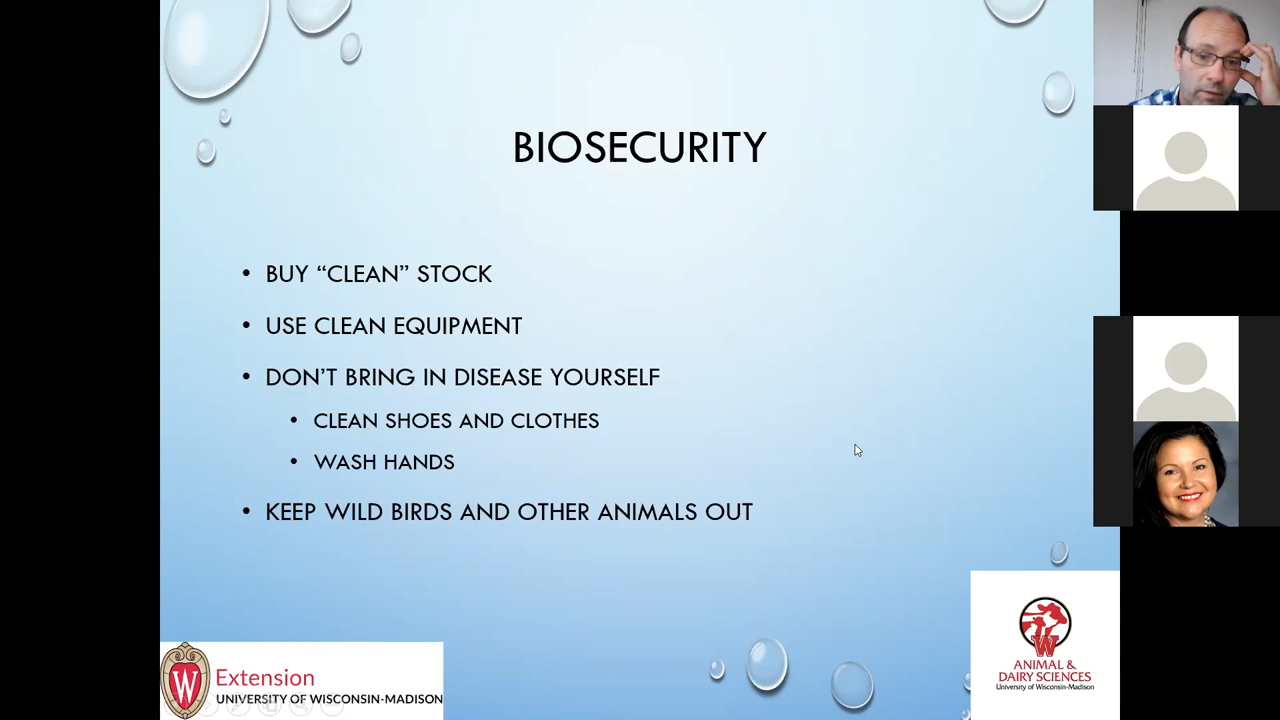 BIOSECURITY
• BUY “CLEAN” STOCK
• USE CLEAN EQUIPMENT
• DON’T BRING IN DISEASE YOURSELF
• CLEAN SHOES AND CLOTHES
• WASH HANDS
• KEEP WILD BIRDS AND OTHER ANIMALS OUT
W
Extension
UNIVERSITY OF WISCONSIN-MADISON
W
ANIMAL &
DAIRY SCIENCES
University of Wisconsin-Madison